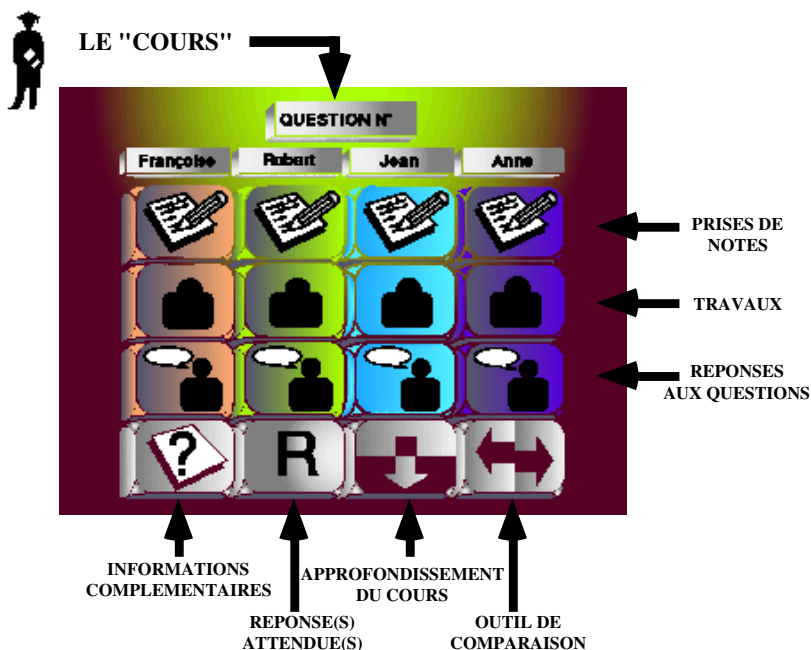 LE "COURS"
QUESTION N°
Françoise Robert Jean Anne
PRISES DE
NOTES
TRAVAUX
REPONSES
AUX QUESTIONS
?
R
INFORMATIONS
COMPLEMENTAIRES
APPROFONDISSEMENT
DU COURS
REPONSE(S)
ATTENDUE(S)
OUTIL DE
COMPARAISON